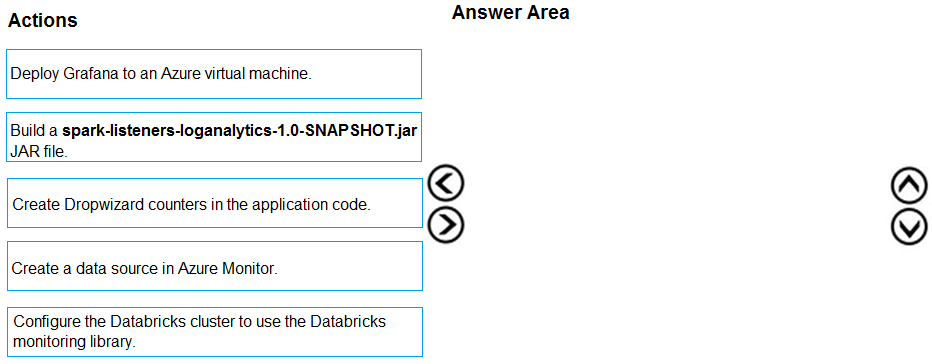 Actions
Answer Area
Deploy Grafana to an Azure virtual machine.
Build a spark-listeners-loganalytics-1.0-SNAPSHOT.jar
JAR file.
Create Dropwizard counters in the application code.
Create a data source in Azure Monitor.
Configure the Databricks cluster to use the Databricks
monitoring library.